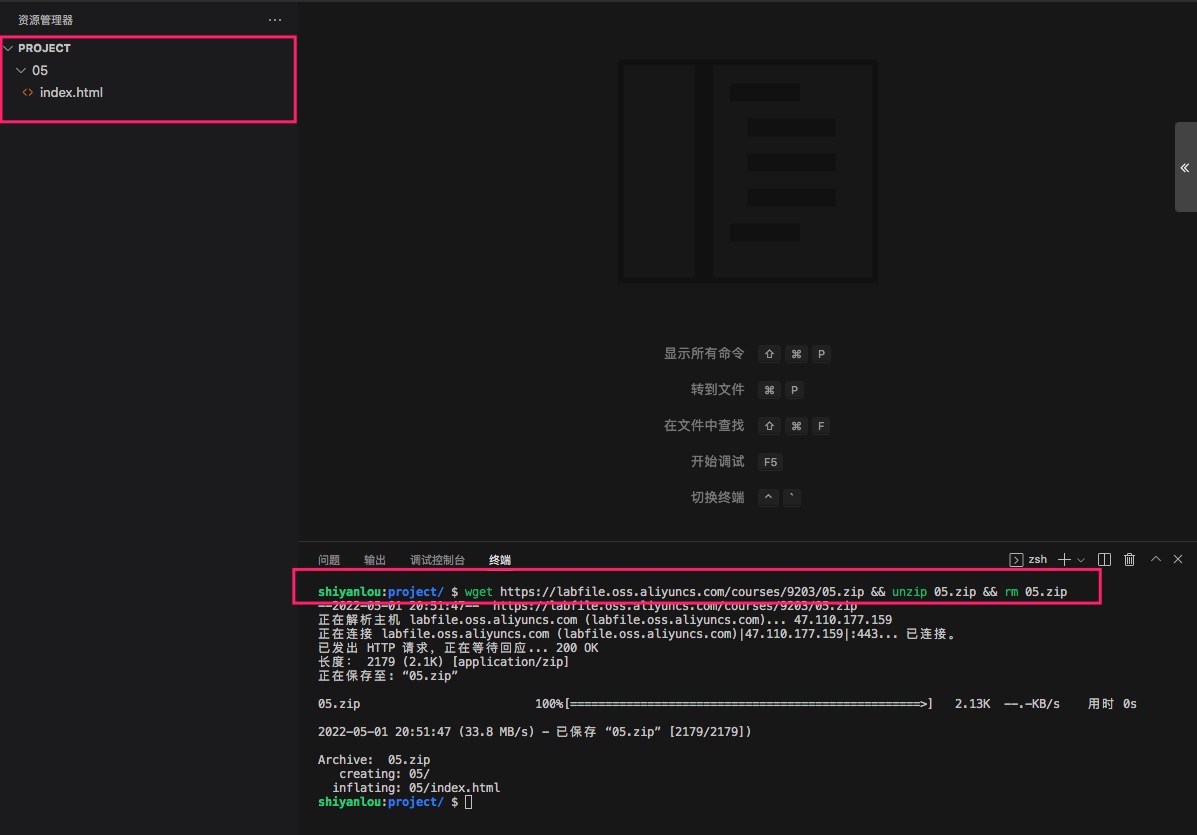 资源管理器 ···
PROJECT
05
<> index.html
显示所有命令 ⇧ ⌘ P
转到文件 ⌘ P
在文件中查找 ⇧ ⌘ F
开始调试 F5
切换终端 ^ `
问题 输出 调试控制台 终端 zsh
shiyanlou:project/ $ wget https://labfile.oss.aliyuncs.com/courses/9203/05.zip && unzip 05.zip && rm 05.zip
--2022-05-01 20:51:47-- https://labfile.oss.aliyuncs.com/courses/9203/05.zip
正在解析主机 labfile.oss.aliyuncs.com (labfile.oss.aliyuncs.com)... 47.110.177.159
正在连接 labfile.oss.aliyuncs.com (labfile.oss.aliyuncs.com)|47.110.177.159|:443... 已连接。
已发出 HTTP 请求，正在等待回应... 200 OK
长度： 2179 (2.1K) [application/zip]
正在保存至: “05.zip”
05.zip 100%[==================================================>] 2.13K --.-KB/s 用时 0s
2022-05-01 20:51:47 (33.8 MB/s) - 已保存 “05.zip” [2179/2179])
Archive: 05.zip
creating: 05/
inflating: 05/index.html
shiyanlou:project/ $